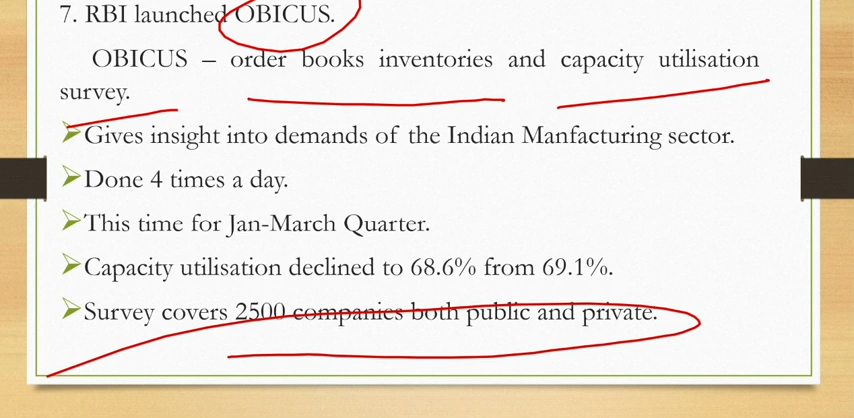 7. RBI launched OBICUS.
OBICUS – order books inventories and capacity utilisation
survey.
Gives insight into demands of the Indian Manfacturing sector.
Done 4 times a day.
This time for Jan-March Quarter.
Capacity utilisation declined to 68.6% from 69.1%.
Survey covers 2500 companies both public and private.